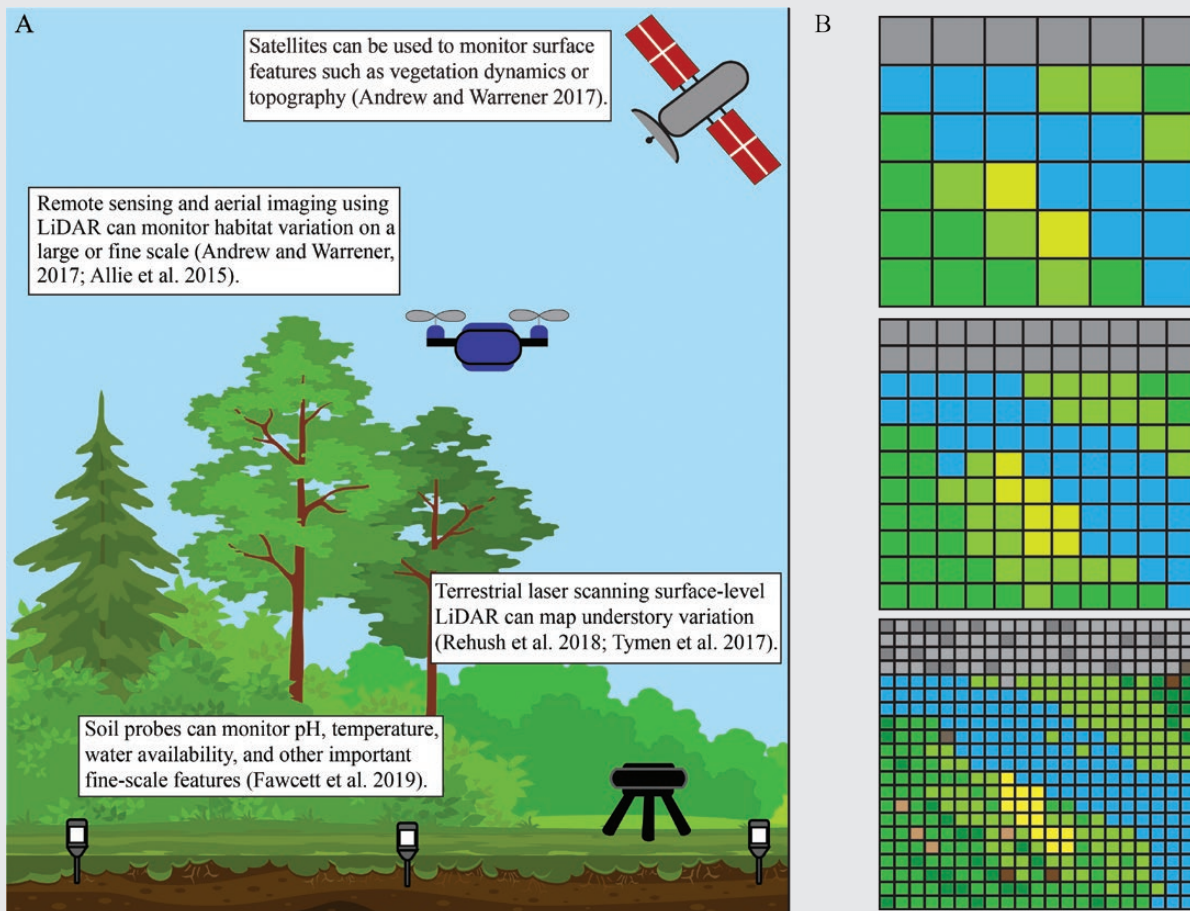 A
B
Satellites can be used to monitor surface
features such as vegetation dynamics or
topography (Andrew and Warrener 2017).
Remote sensing and aerial imaging using
LiDAR can monitor habitat variation on a
large or fine scale (Andrew and Warrener,
2017; Allie et al. 2015).
Terrestrial laser scanning surface-level
LiDAR can map understory variation
(Rehush et al. 2018; Tymen et al. 2017).
Soil probes can monitor pH, temperature,
water availability, and other important
fine-scale features (Fawcett et al. 2019).